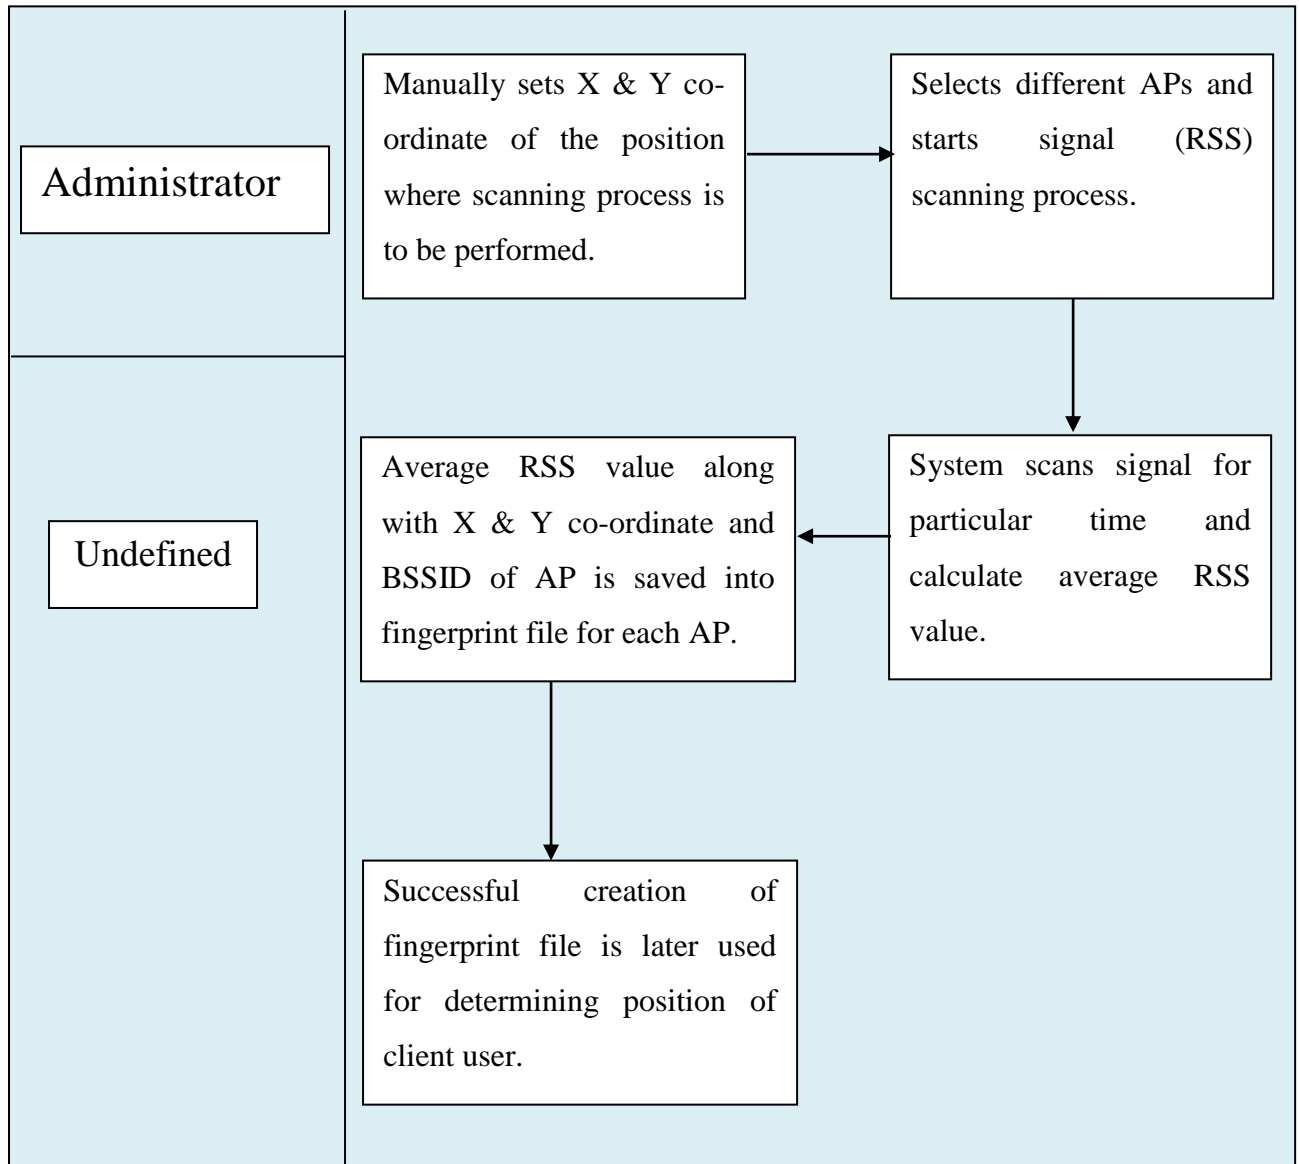 Administrator
Manually sets X & Y co-
ordinate of the position
where scanning process is
to be performed.
Selects different APs and
starts signal (RSS)
scanning process.
Undefined
System scans signal for
particular time and
calculate average RSS
value.
Average RSS value along
with X & Y co-ordinate and
BSSID of AP is saved into
fingerprint file for each AP.
Successful creation of
fingerprint file is later used
for determining position of
client user.